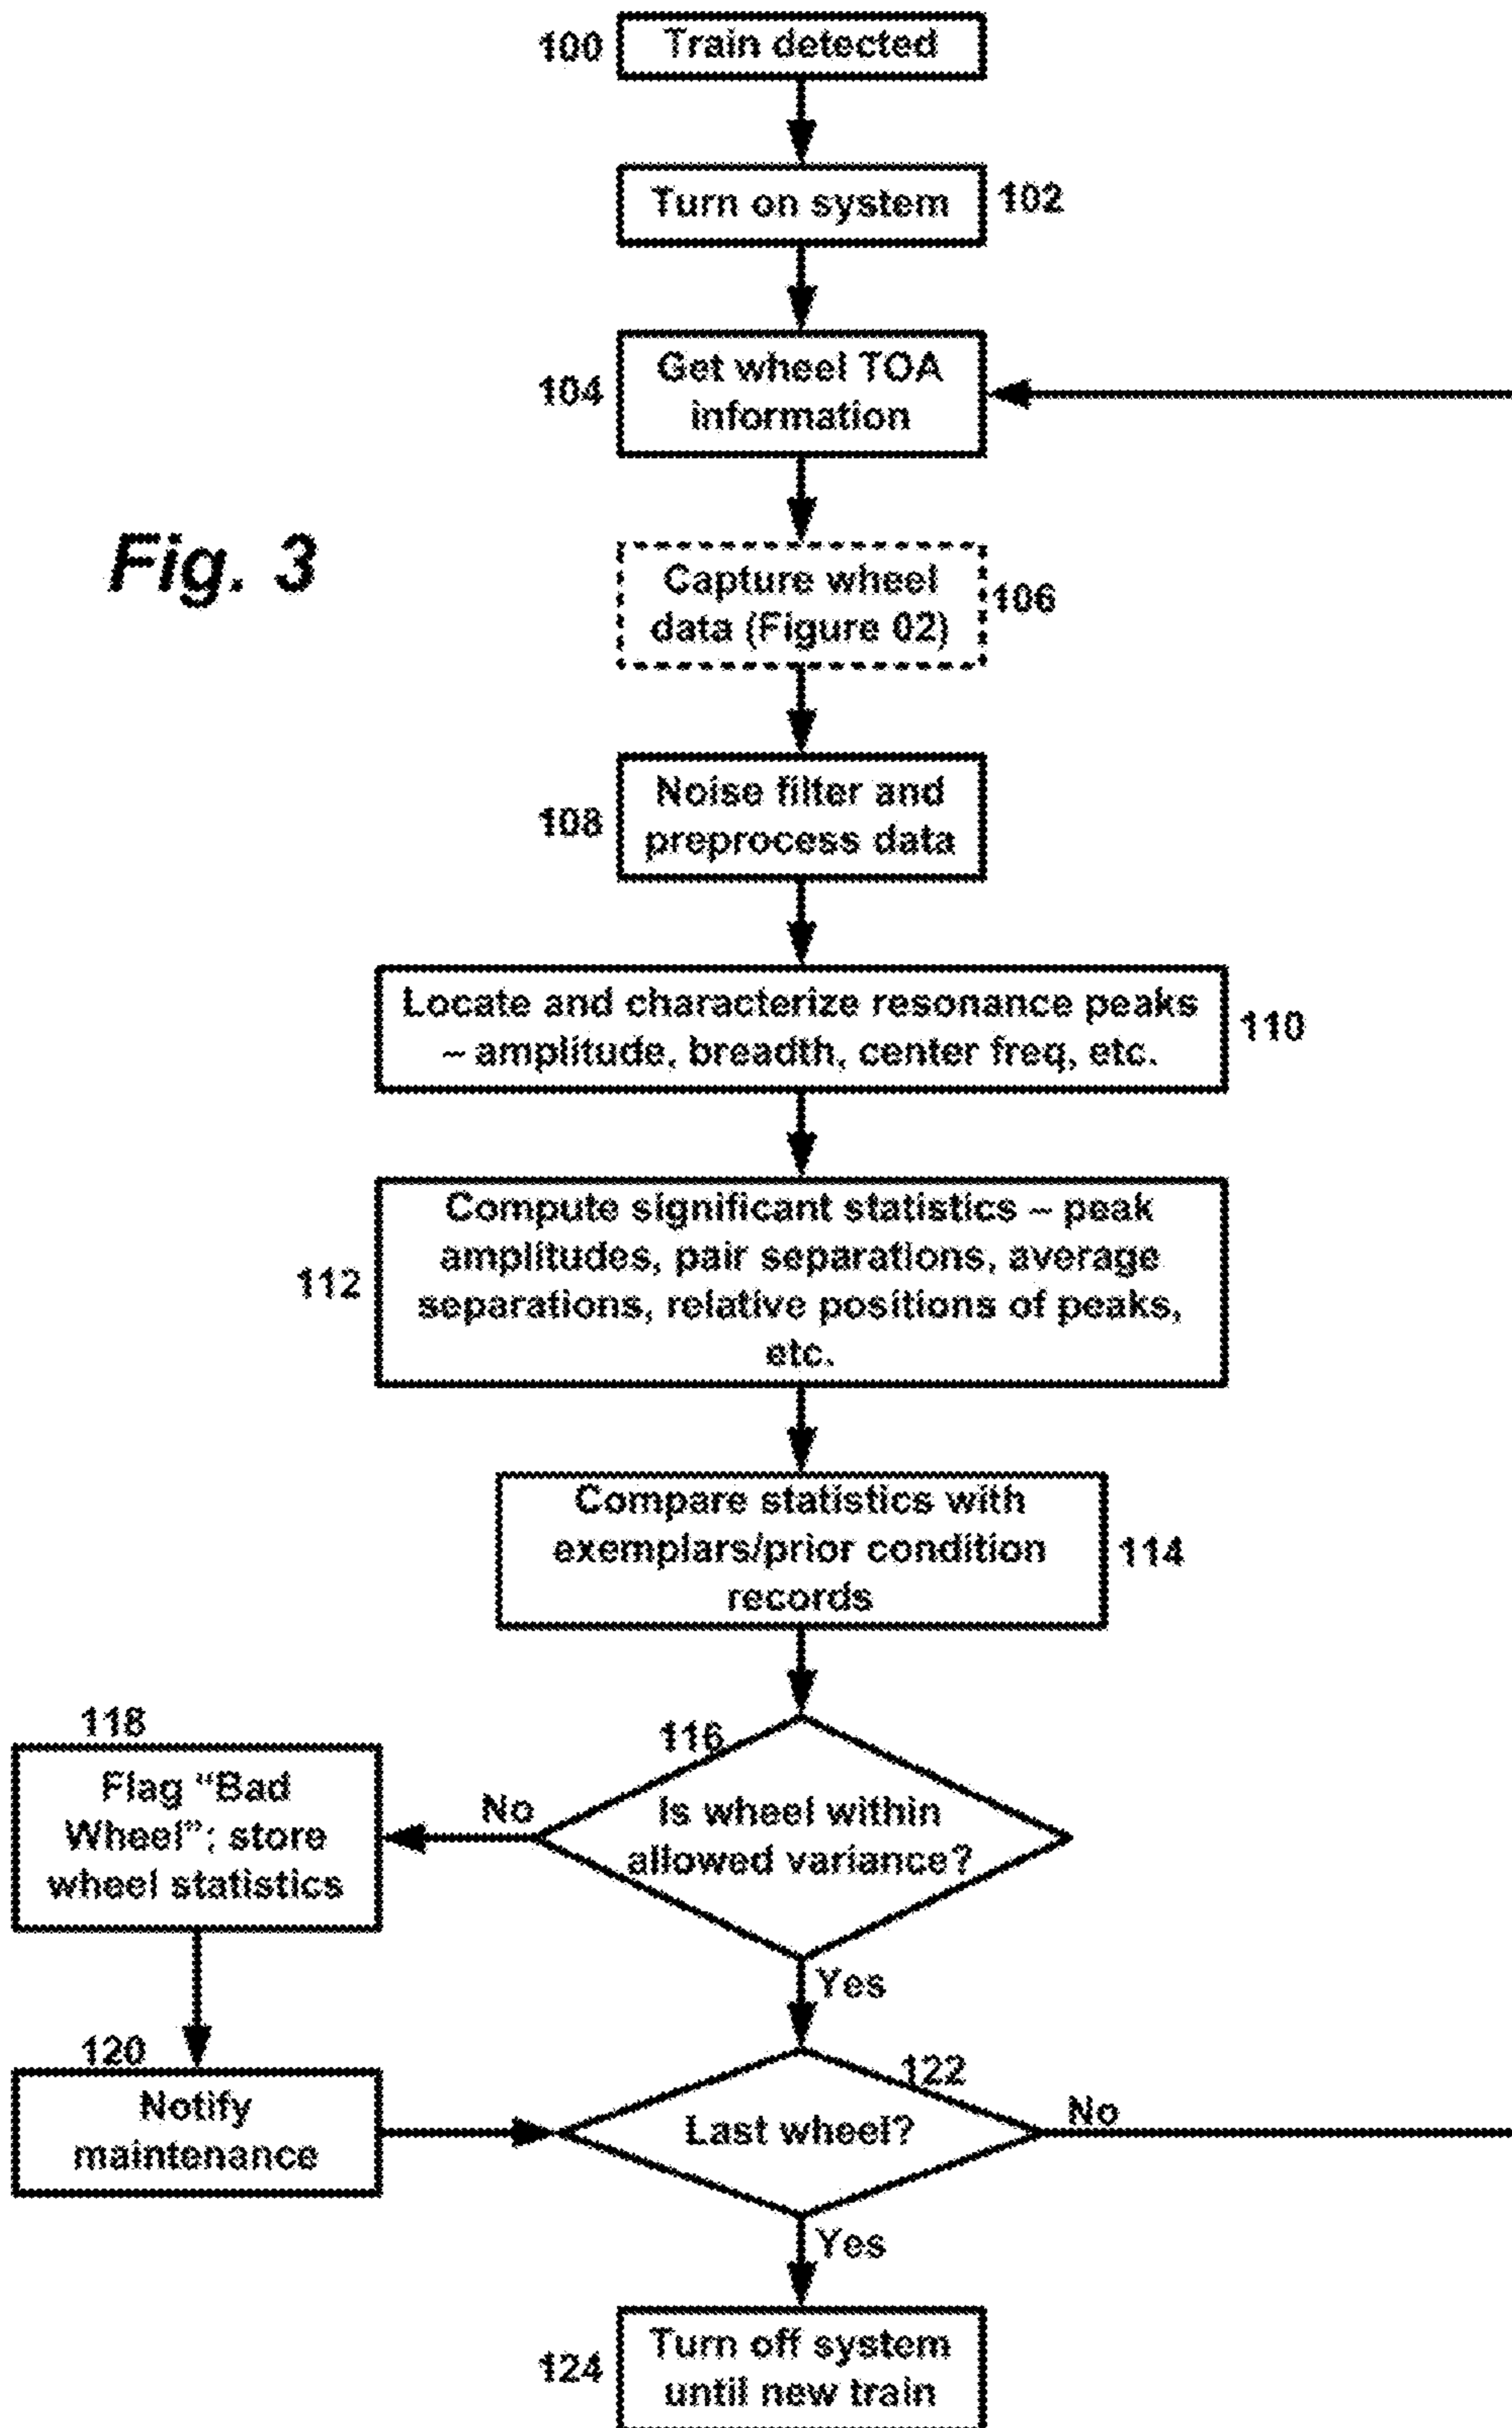 100
Train detected
Turn on system
102
104
Get wheel TOA
information
Fig. 3
Capture wheel
data (Figure 02)
106
108
Noise filter and
preprocess data
Locate and characterize resonance peaks
– amplitude, breadth, center freq, etc.
110
112
Compute significant statistics – peak
amplitudes, pair separations, average
separations, relative positions of peaks,
etc.
Compare statistics with
exemplars/prior condition
records
114
116
Is wheel within
allowed variance?
No
Yes
118
Flag “Bad
Wheel”; store
wheel statistics
120
Notify
maintenance
122
Last wheel?
No
Yes
124
Turn off system
until new train